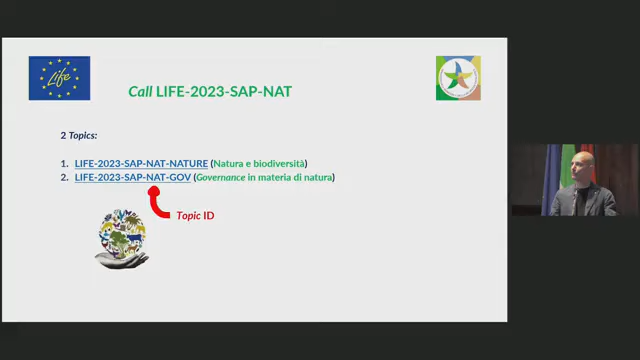 Life
Call LIFE-2023-SAP-NAT
2 Topics:
1. LIFE-2023-SAP-NAT-NATURE (Natura e biodiversità)
2. LIFE-2023-SAP-NAT-GOV (Governance in materia di natura)
Topic ID